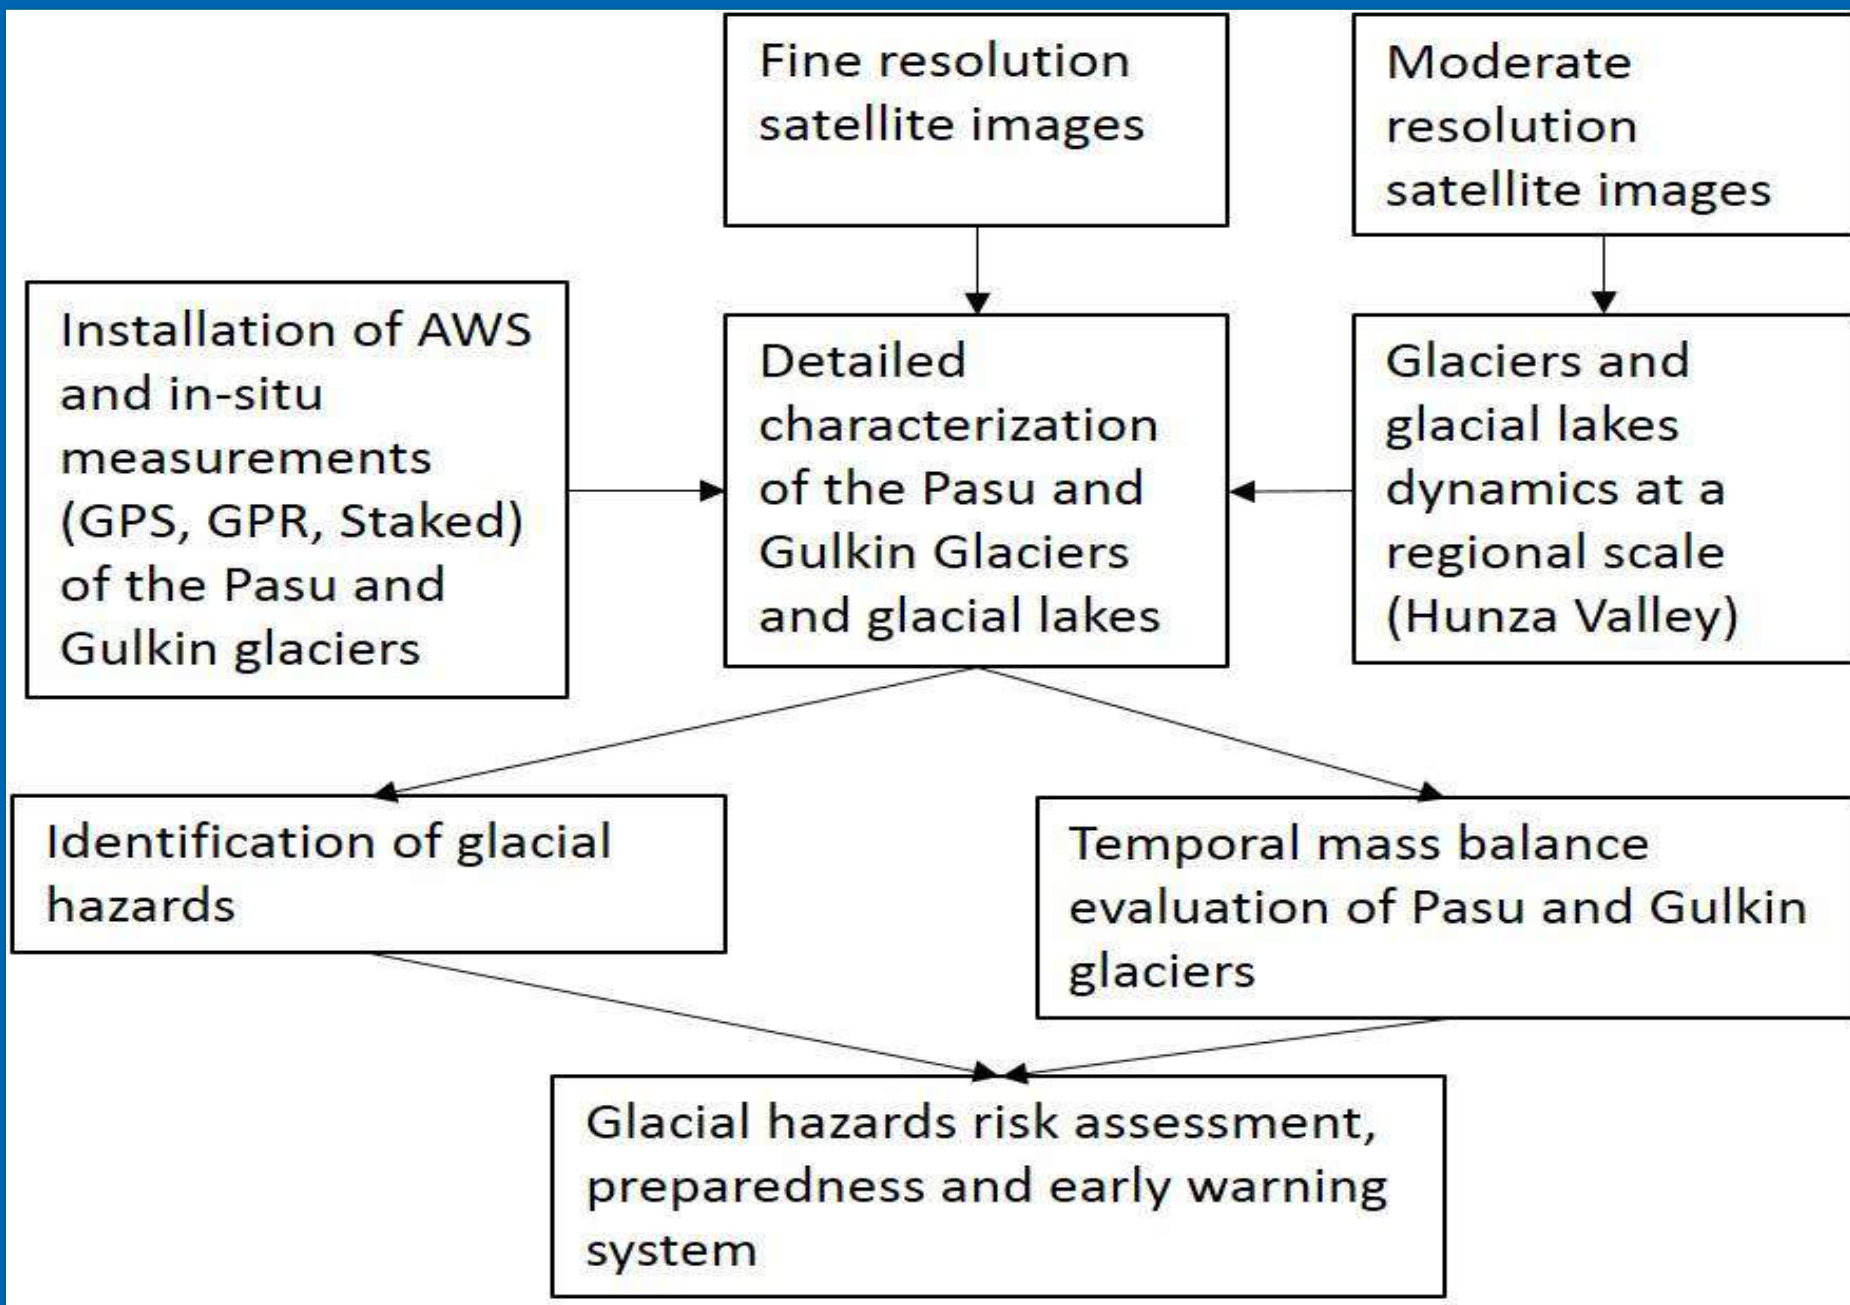 Fine resolution
satellite images
Moderate
resolution
satellite images
Installation of AWS
and in-situ
measurements
(GPS, GPR, Staked)
of the Pasu and
Gulkin glaciers
Detailed
characterization
of the Pasu and
Gulkin Glaciers
and glacial lakes
Glaciers and
glacial lakes
dynamics at a
regional scale
(Hunza Valley)
Identification of glacial
hazards
Temporal mass balance
evaluation of Pasu and Gulkin
glaciers
Glacial hazards risk assessment,
preparedness and early warning
system